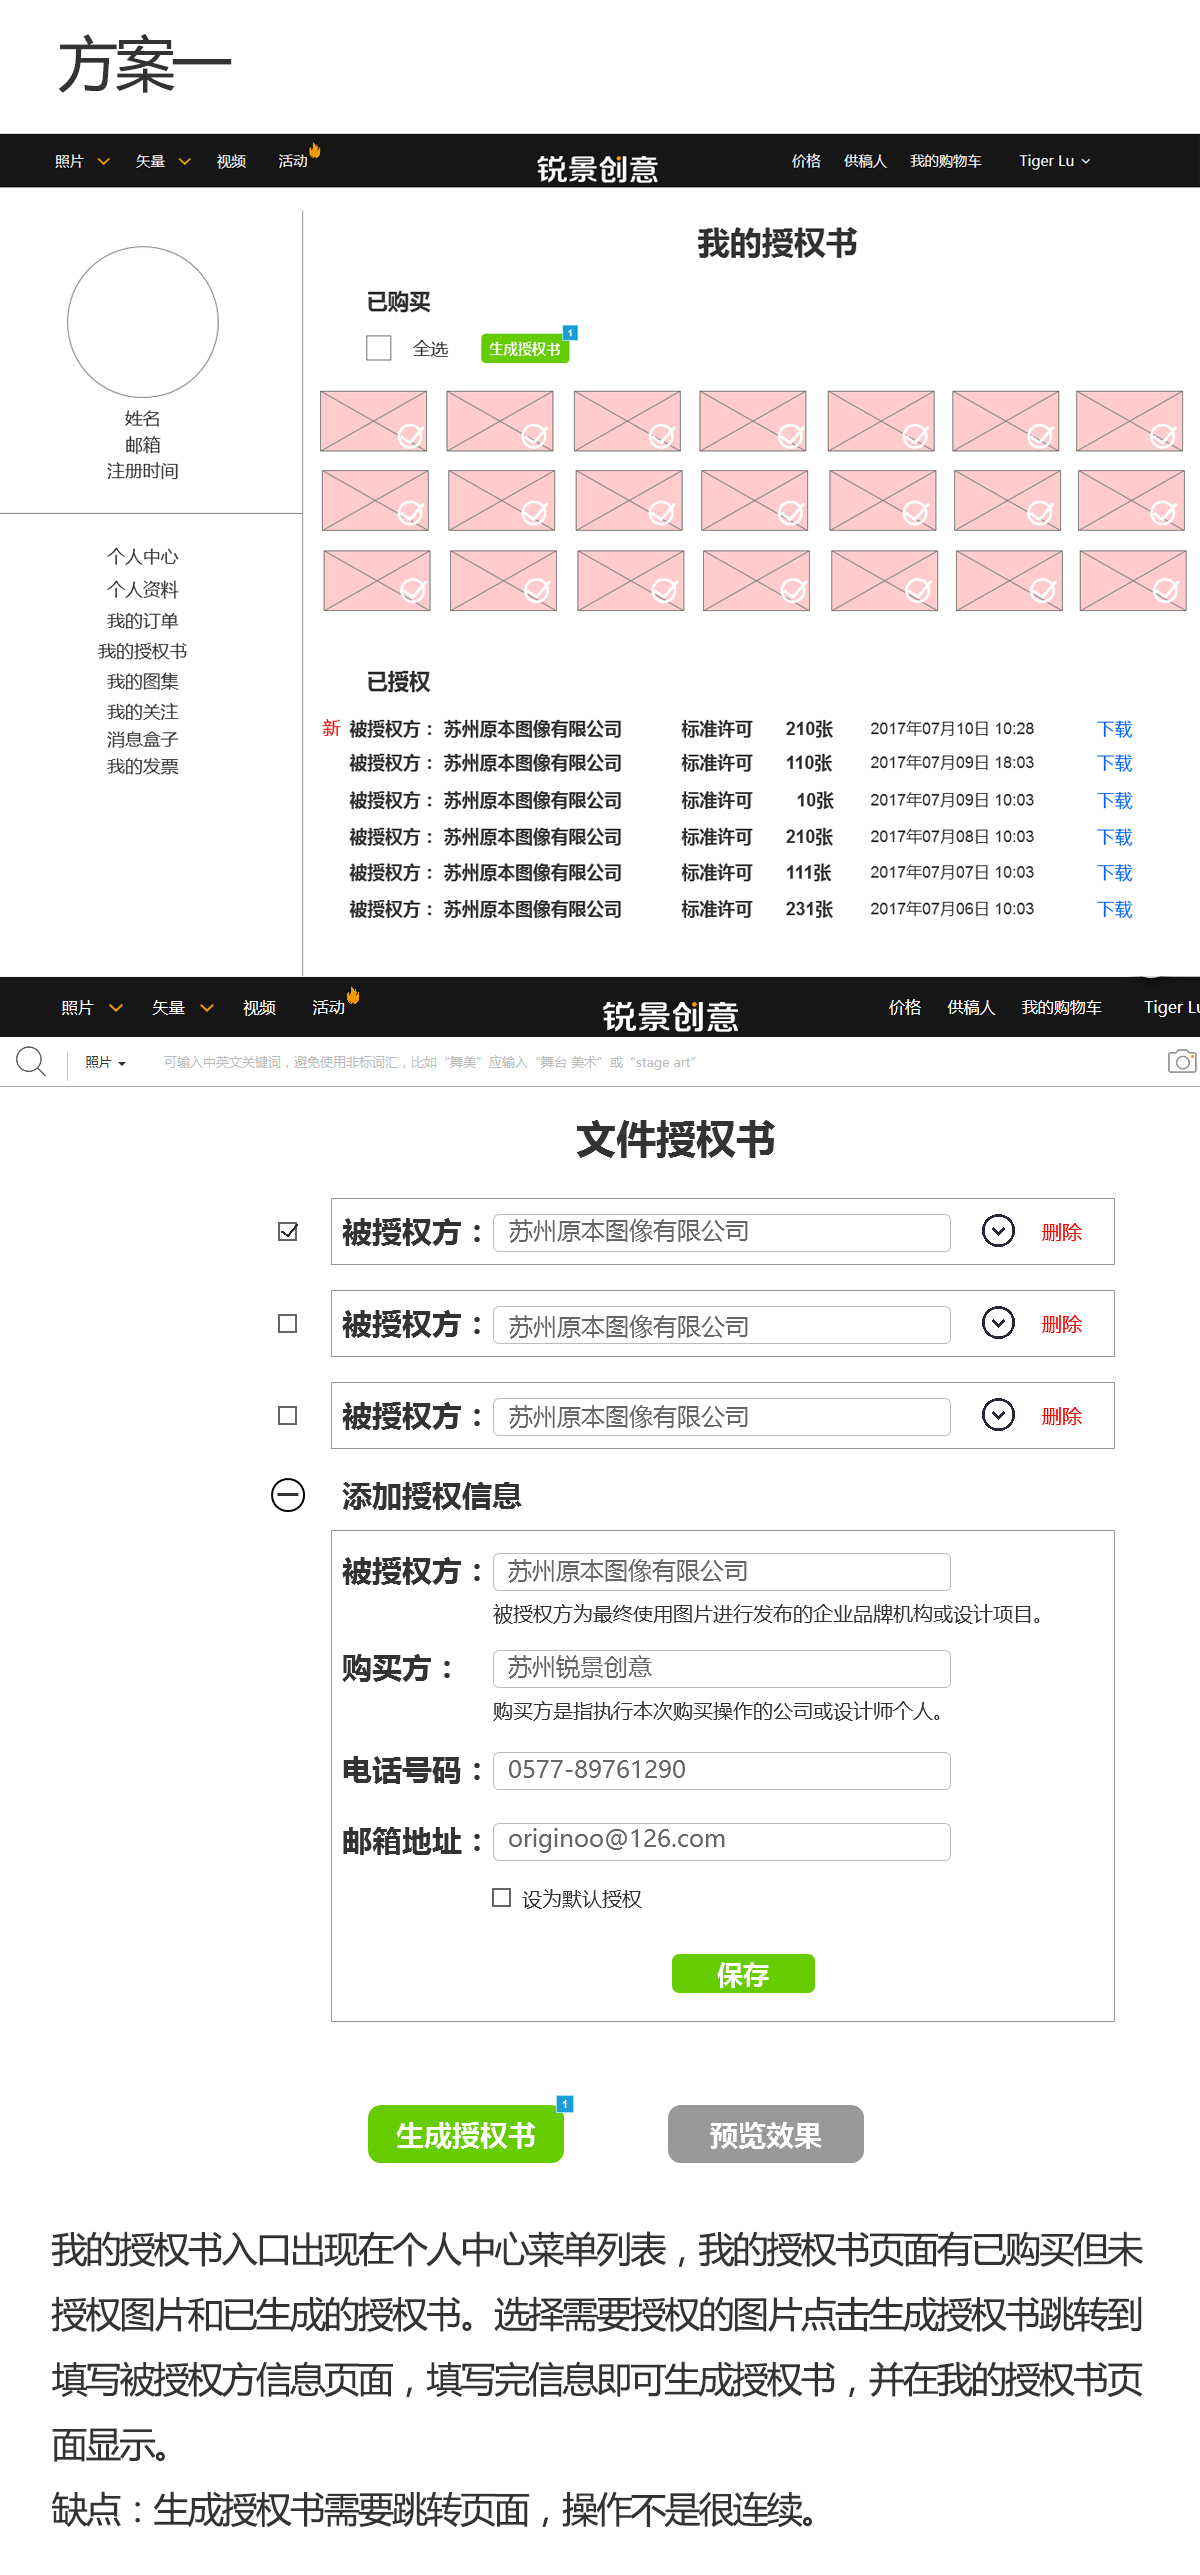 方案一
照片 矢量 视频 活动 锐景创意 价格 供稿人 我的购物车 Tiger Lu
我的授权书
已购买
全选 生成授权书 1
姓名
邮箱
注册时间
个人中心
个人资料
我的订单
我的授权书
我的图集
我的关注
消息盒子
我的发票
已授权
新 被授权方： 苏州原本图像有限公司 标准许可 210张 2017年07月10日 10:28 下载
被授权方： 苏州原本图像有限公司 标准许可 110张 2017年07月09日 18:03 下载
被授权方： 苏州原本图像有限公司 标准许可 10张 2017年07月09日 10:03 下载
被授权方： 苏州原本图像有限公司 标准许可 210张 2017年07月08日 10:03 下载
被授权方： 苏州原本图像有限公司 标准许可 111张 2017年07月07日 10:03 下载
被授权方： 苏州原本图像有限公司 标准许可 231张 2017年07月06日 10:03 下载
照片 矢量 视频 活动 锐景创意 价格 供稿人 我的购物车 Tiger Lu
照片 可输入中英文关键词，避免使用非标词汇，比如“舞美”应输入“舞台 美术”或“stage art”
文件授权书
被授权方： 苏州原本图像有限公司 删除
被授权方： 苏州原本图像有限公司 删除
被授权方： 苏州原本图像有限公司 删除
添加授权信息
被授权方： 苏州原本图像有限公司
被授权方为最终使用图片进行发布的企业品牌机构或设计项目。
购买方： 苏州锐景创意
购买方是指执行本次购买操作的公司或设计师个人。
电话号码： 0577-89761290
邮箱地址： originoo@126.com
设为默认授权
保存
生成授权书 1 预览效果
我的授权书入口出现在个人中心菜单列表，我的授权书页面有已购买但未
授权图片和已生成的授权书。选择需要授权的图片点击生成授权书跳转到
填写被授权方信息页面，填写完信息即可生成授权书，并在我的授权书页
面显示。
缺点：生成授权书需要跳转页面，操作不是很连续。